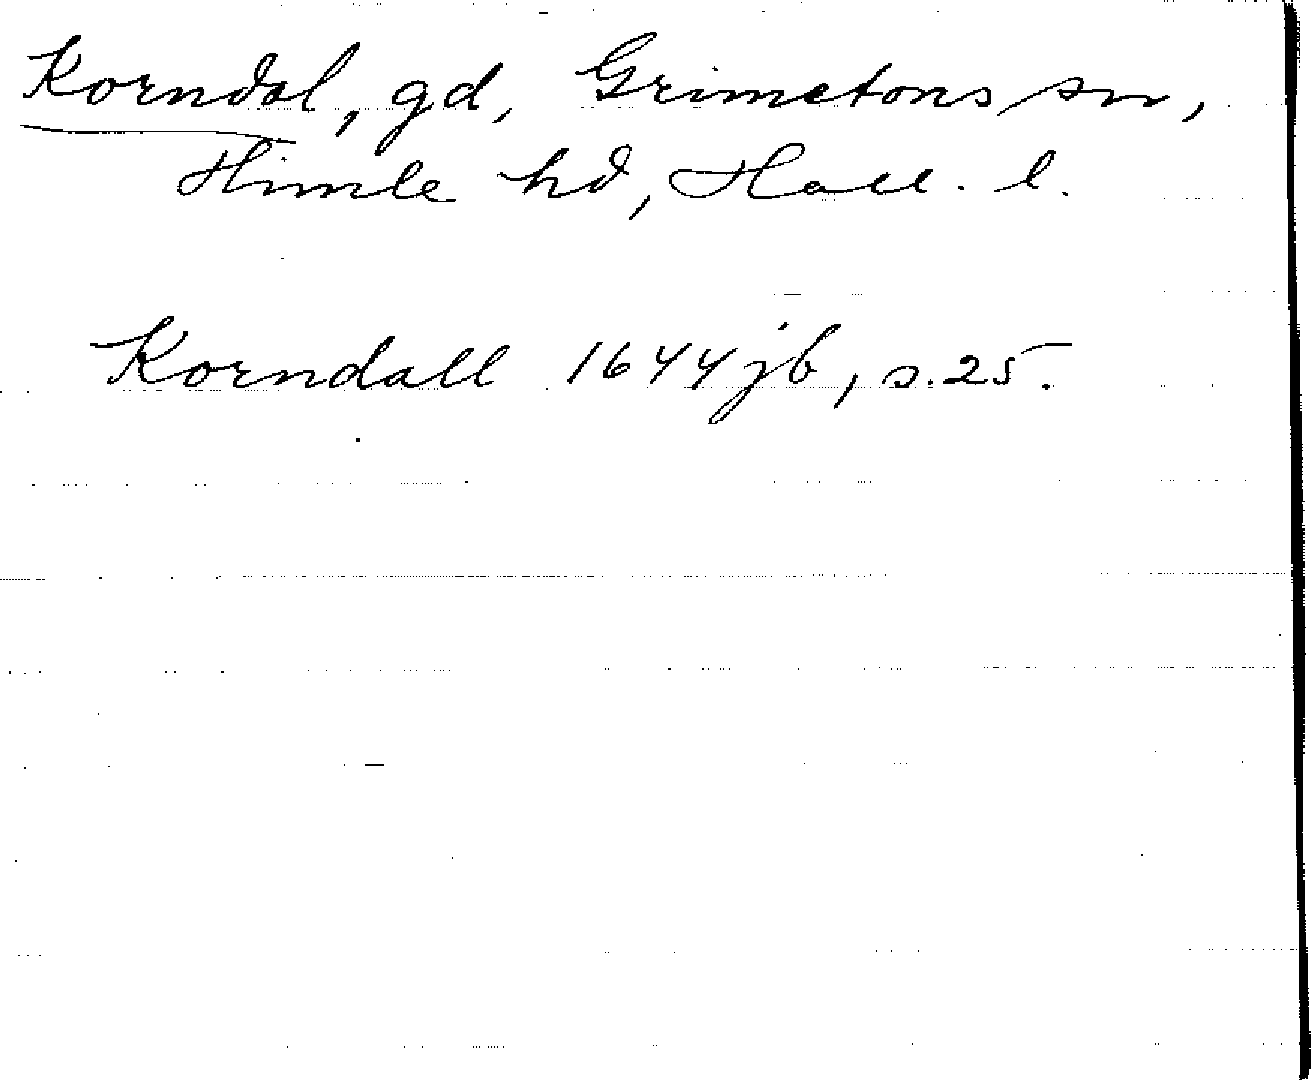 Korndal, gd, Grimetons sn,
Himle hd, Hall. l.
Korndall 1644 jb, s. 25.